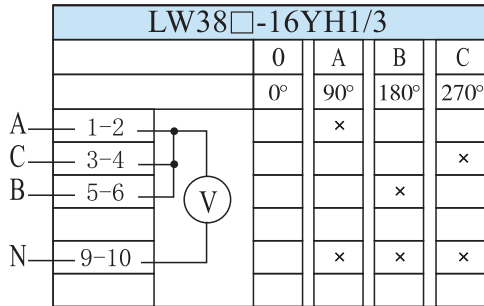 LW38□-16YH1/3
0 A B C
0° 90° 180° 270°
A 1-2 ×
C 3-4 ×
B 5-6 ×
V
N 9-10 × × ×